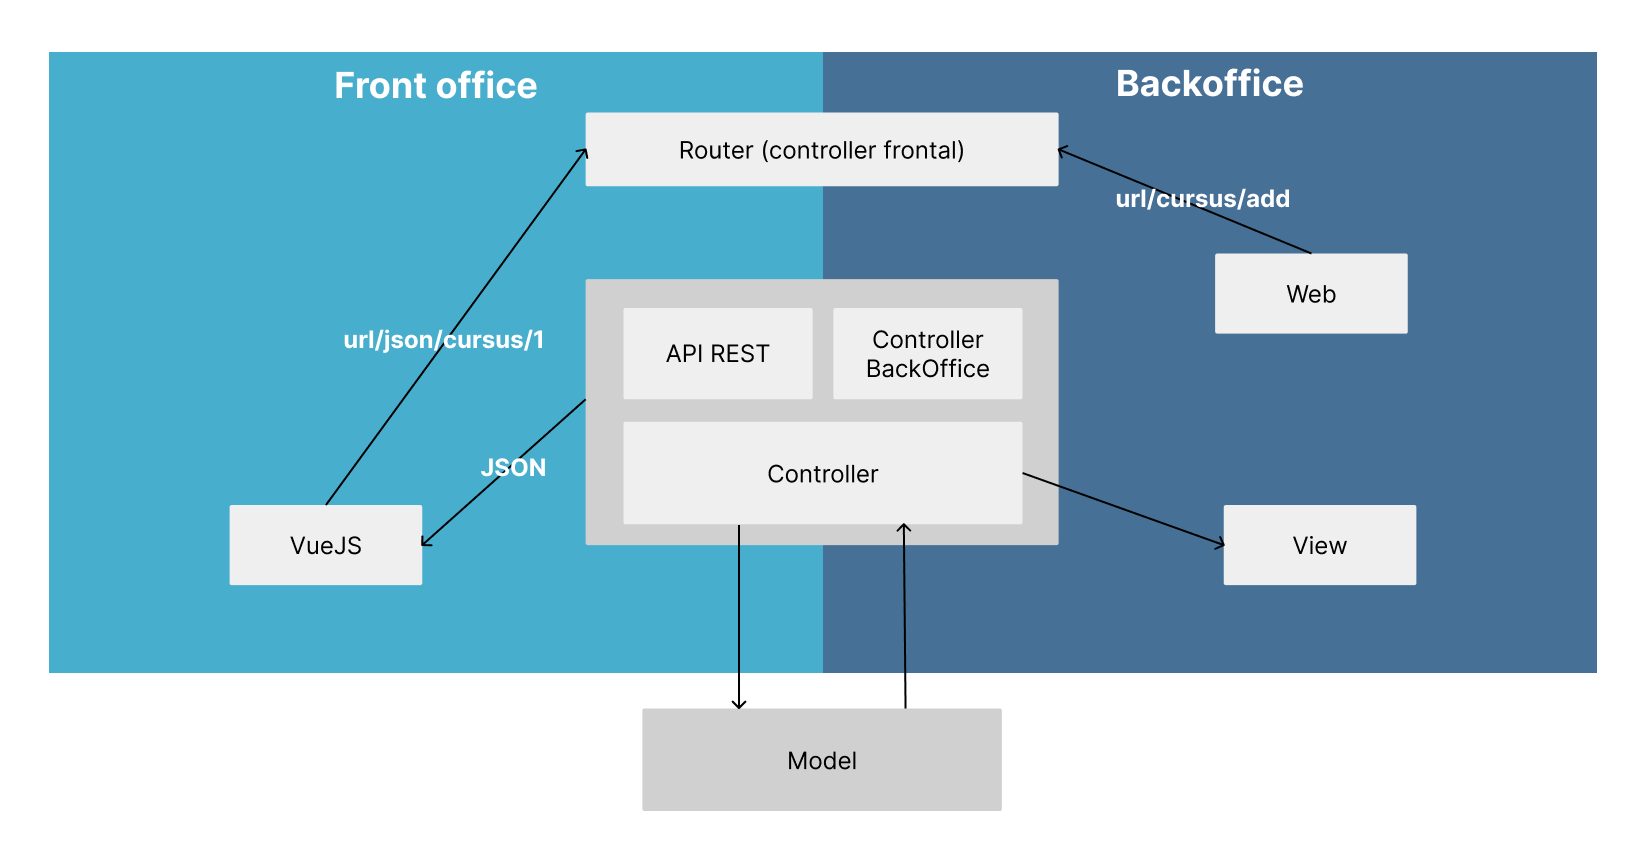 Front office
Backoffice
Router (controller frontal)
url/cursus/add
Web
url/json/cursus/1
API REST
Controller
BackOffice
JSON
Controller
VueJS
View
Model